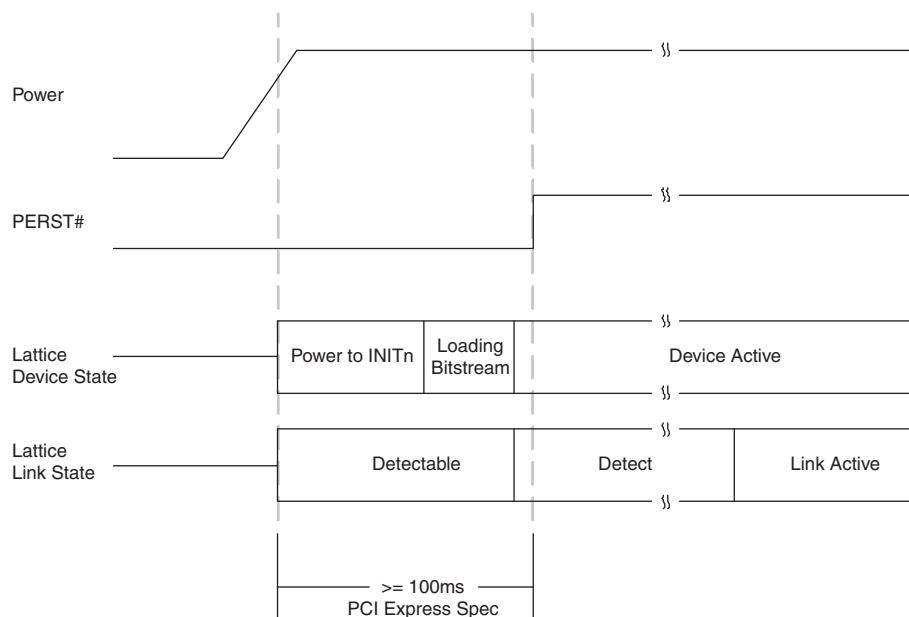 Power
PERST#
Lattice
Device State
Power to INITn
Loading
Bitstream
Device Active
Lattice
Link State
Detectable
Detect
Link Active
>= 100ms
PCI Express Spec